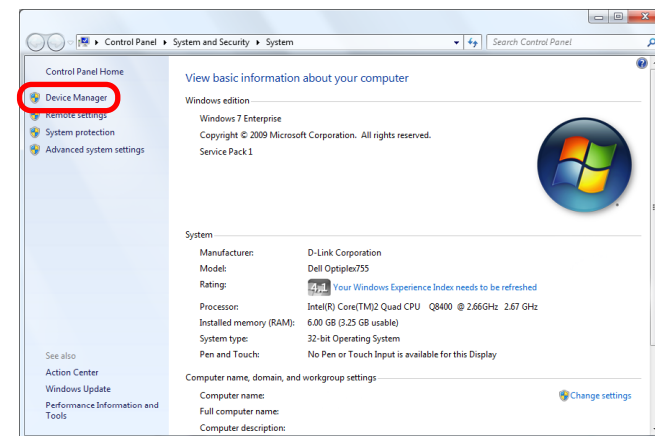 Control Panel ▸ System and Security ▸ System
Search Control Panel
Control Panel Home
Device Manager
Remote settings
System protection
Advanced system settings
See also
Action Center
Windows Update
Performance Information and
Tools
View basic information about your computer
Windows edition
Windows 7 Enterprise
Copyright © 2009 Microsoft Corporation. All rights reserved.
Service Pack 1
System
Manufacturer: D-Link Corporation
Model: Dell Optiplex755
Rating: 4,1 Your Windows Experience Index needs to be refreshed
Processor: Intel(R) Core(TM)2 Quad CPU Q8400 @ 2.66GHz 2.67 GHz
Installed memory (RAM): 6.00 GB (3.25 GB usable)
System type: 32-bit Operating System
Pen and Touch: No Pen or Touch Input is available for this Display
Computer name, domain, and workgroup settings
Computer name: Change settings
Full computer name:
Computer description: